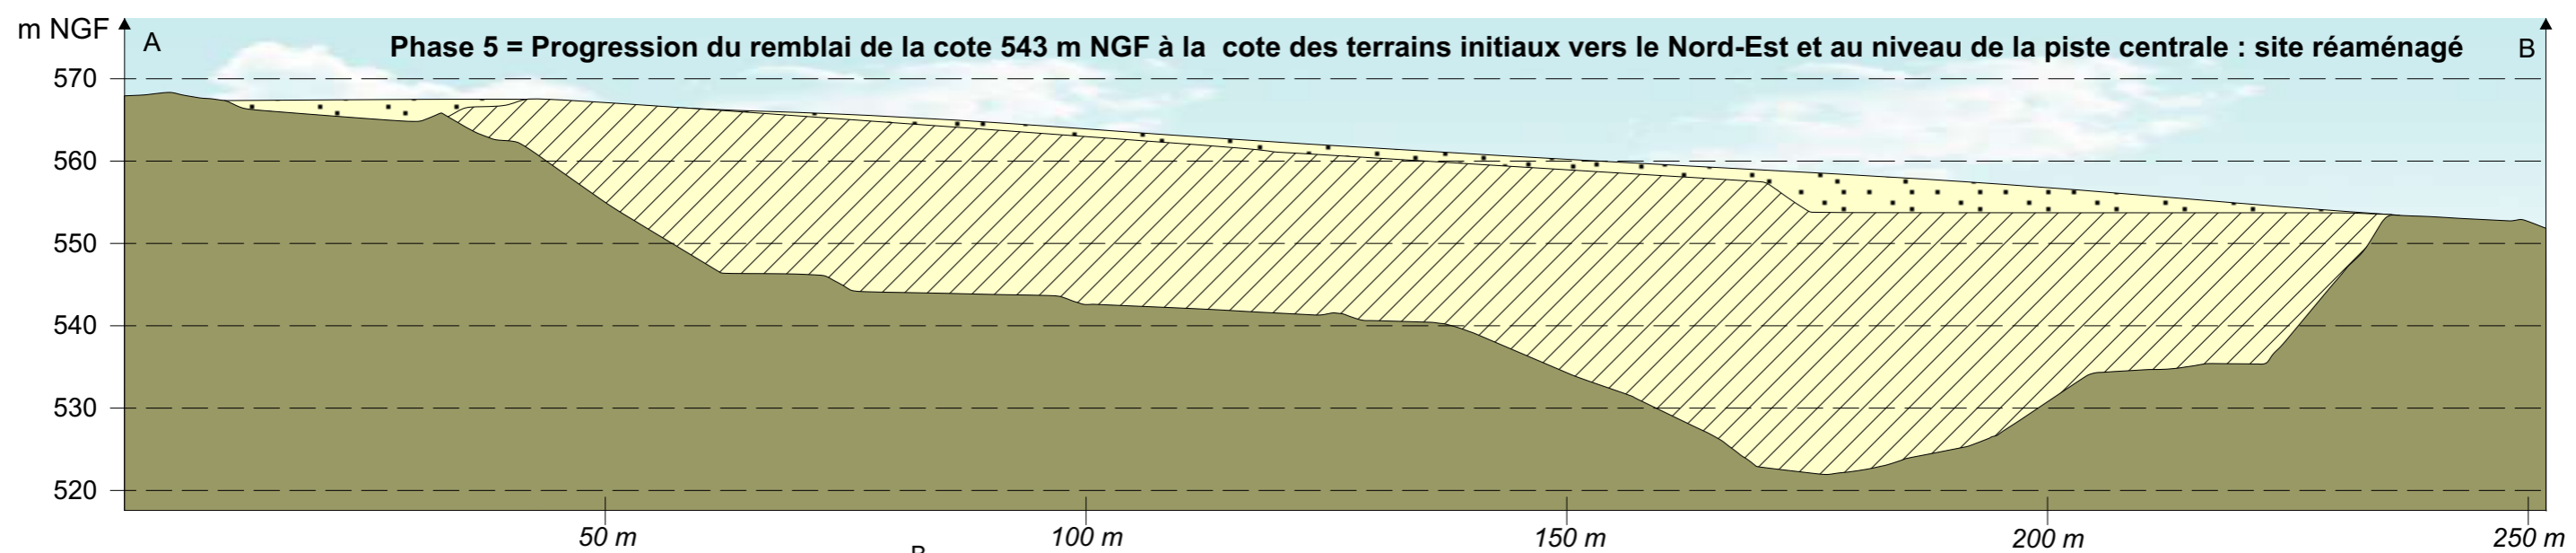 m NGF
A
Phase 5 = Progression du remblai de la cote 543 m NGF à la  cote des terrains initiaux vers le Nord-Est et au niveau de la piste centrale : site réaménagé
B
570
560
550
540
530
520
50 m
100 m
150 m
200 m
250 m